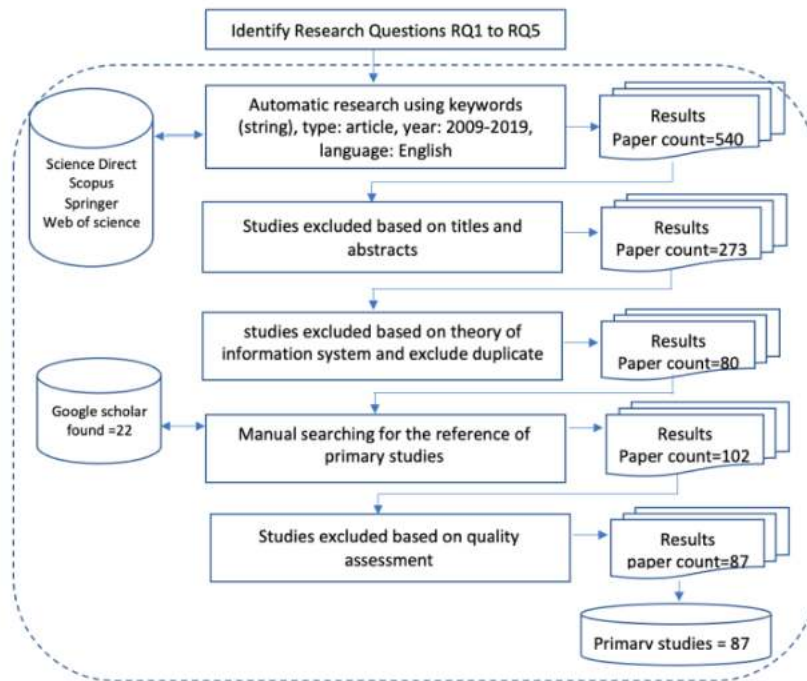 Identify Research Questions RQ1 to RQ5
Automatic research using keywords
(string), type: article, year: 2009-2019,
language: English
Results
Paper count=540
Science Direct
Scopus
Springer
Web of science
Studies excluded based on titles and
abstracts
Results
Paper count=273
studies excluded based on theory of
information system and exclude duplicate
Results
Paper count=80
Google scholar
found =22
Manual searching for the reference of
primary studies
Results
Paper count=102
Studies excluded based on quality
assessment
Results
paper count=87
Primary studies = 87